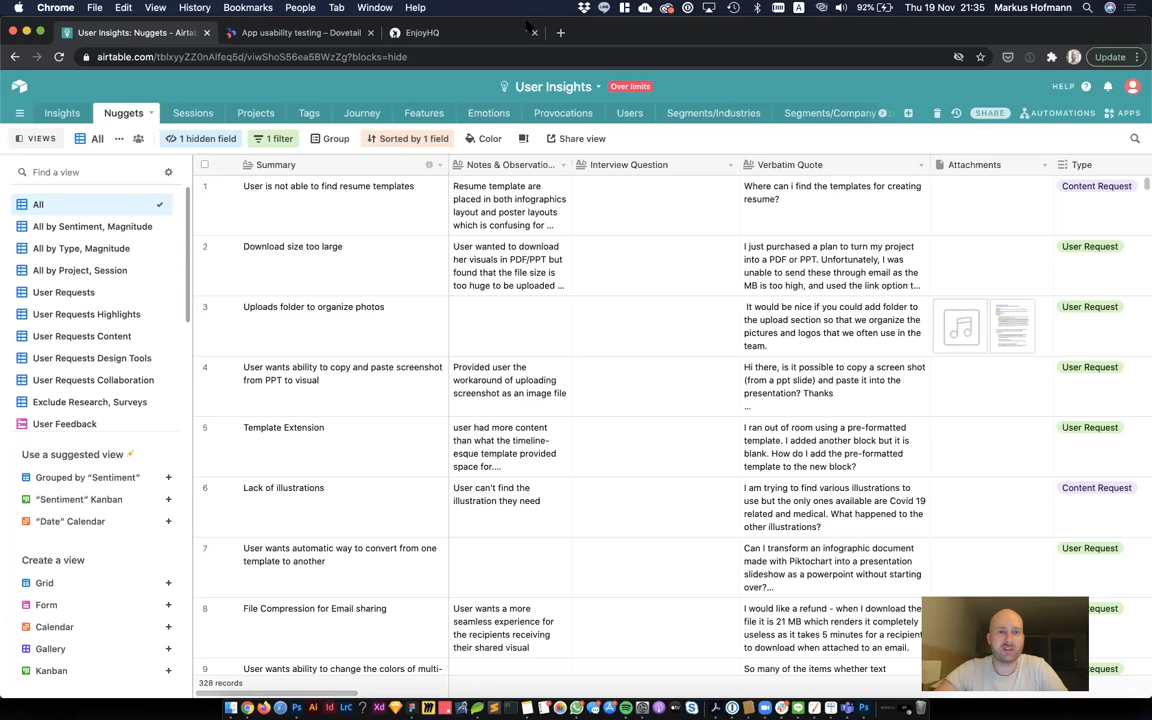 Chrome File Edit View History Bookmarks People Tab Window Help
92% Thu 19 Nov 21:35 Markus Hofmann
User Insights: Nuggets - Airta
App usability testing – Dovetail
EnjoyHQ
airtable.com/tblxyyZZ0nAlfeq5d/viwShoS56ea5BWzZg?blocks=hide
Update
User Insights
Over limits
HELP
Insights Nuggets Sessions Projects Tags Journey Features Emotions Provocations Users Segments/Industries Segments/Company
SHARE AUTOMATIONS APPS
VIEWS All 1 hidden field 1 filter Group Sorted by 1 field Color Share view
Find a view
All
All by Sentiment, Magnitude
All by Type, Magnitude
All by Project, Session
User Requests
User Requests Highlights
User Requests Content
User Requests Design Tools
User Requests Collaboration
Exclude Research, Surveys
User Feedback
Use a suggested view
Grouped by “Sentiment”
“Sentiment” Kanban
“Date” Calendar
Create a view
Grid
Form
Calendar
Gallery
Kanban
Summary Notes & Observatio... Interview Question Verbatim Quote Attachments Type
1
User is not able to find resume templates
Resume template are
placed in both infographics
layout and poster layouts
which is confusing for ...
Where can i find the templates for creating
resume?
Content Request
2
Download size too large
User wanted to download
her visuals in PDF/PPT but
found that the file size is
too huge to be uploaded ...
I just purchased a plan to turn my project
into a PDF or PPT. Unfortunately, I was
unable to send these through email as the
MB is too high, and used the link option t...
User Request
3
Uploads folder to organize photos
It would be nice if you could add folder to
the upload section so that we organize the
pictures and logos that we often use in the
team.
User Request
4
User wants ability to copy and paste screenshot
from PPT to visual
Provided user the
workaround of uploading
screenshot as an image file
Hi there, is it possible to copy a screen shot
(from a ppt slide) and paste it into the
presentation? Thanks
...
User Request
5
Template Extension
user had more content
than what the timeline-
esque template provided
space for....
I ran out of room using a pre-formatted
template. I added another block but it is
blank. How do I add the pre-formatted
template to the new block?
User Request
6
Lack of illustrations
User can't find the
illustration they need
I am trying to find various illustrations to
use but the only ones available are Covid 19
related and medical. What happened to the
other illustrations?
Content Request
7
User wants automatic way to convert from one
template to another
Can I transform an infographic document
made with Piktochart into a presentation
slideshow as a powerpoint without starting
over?...
User Request
8
File Compression for Email sharing
User wants a more
seamless experience for
the recipients receiving
their shared visual
I would like a refund - when I download the
file it is 21 MB which renders it completely
useless as it takes 5 minutes for a recipient
to download when attached to an email.
equest
9
User wants ability to change the colors of multi-
So many of the items whether text
equest
328 records